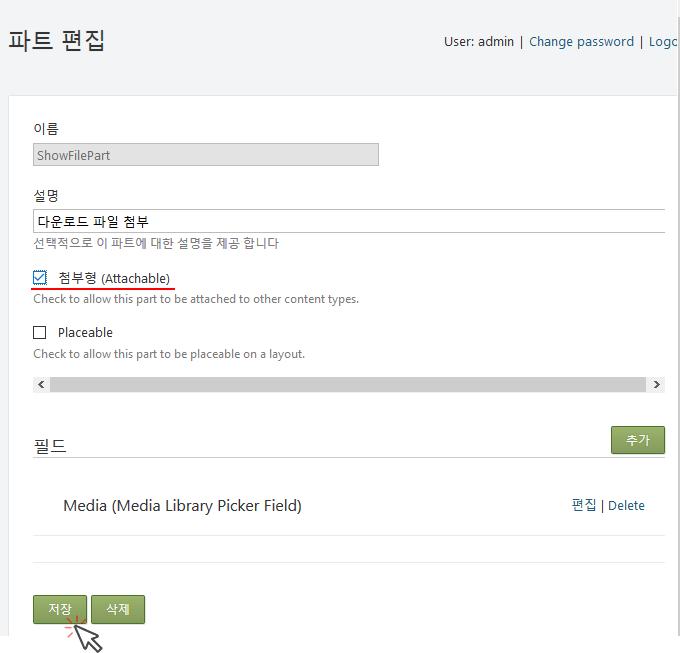 파트 편집
User: admin | Change password | Logo
이름
ShowFilePart
설명
다운로드 파일 첨부
선택적으로 이 파트에 대한 설명을 제공 합니다
첨부형 (Attachable)
Check to allow this part to be attached to other content types.
Placeable
Check to allow this part to be placeable on a layout.
필드
추가
Media (Media Library Picker Field)
편집 | Delete
저장 삭제